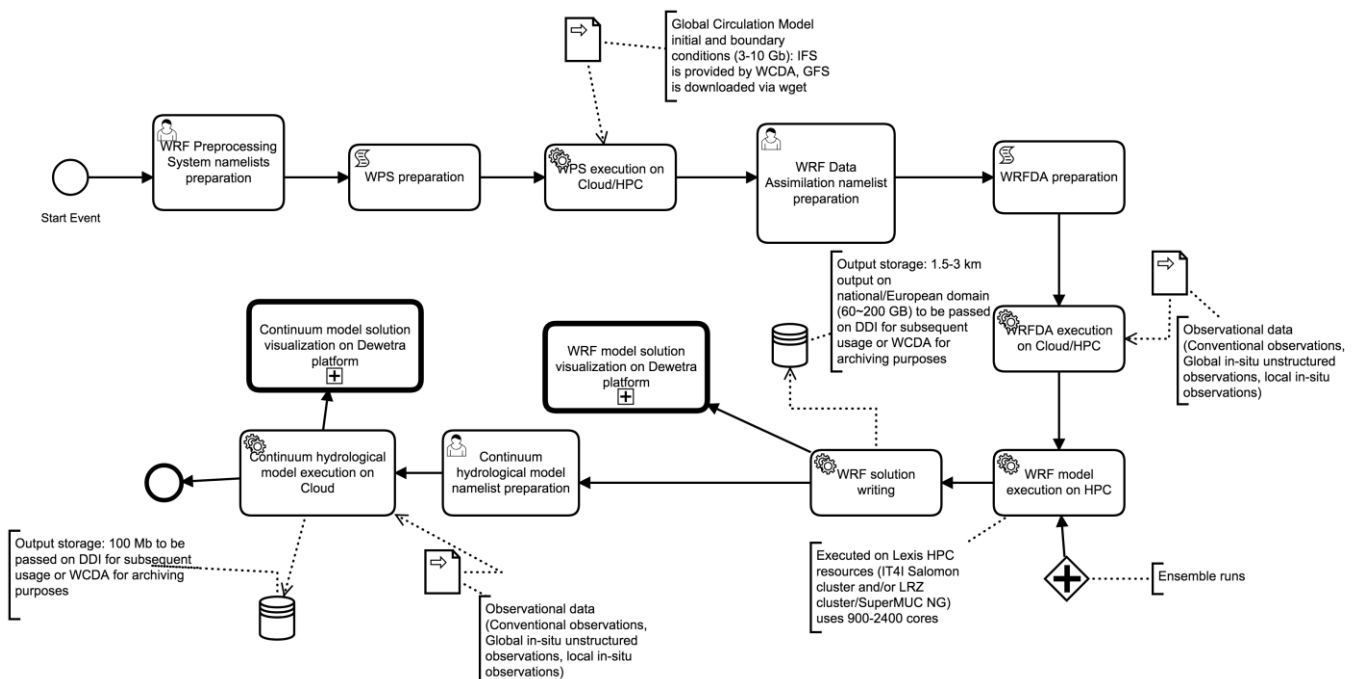 Global Circulation Model
initial and boundary
conditions (3-10 Gb): IFS
is provided by WCDA, GFS
is downloaded via wget
WRF Preprocessing
System namelists
preparation
WPS preparation
WPS execution on
Cloud/HPC
WRF Data
Assimilation namelist
preparation
WRFDA preparation
Start Event
Output storage: 1.5-3 km
output on
national/European domain
(60~200 GB) to be passed
on DDI for subsequent
usage or WCDA for
archiving purposes
WRFDA execution
on Cloud/HPC
Observational data
(Conventional observations,
Global in-situ unstructured
observations, local in-situ
observations)
Continuum model solution
visualization on Dewetra
platform
WRF model solution
visualization on Dewetra
platform
Continuum hydrological
model execution on
Cloud
Continuum
hydrological model
namelist preparation
WRF solution
writing
WRF model
execution on HPC
Output storage: 100 Mb to be
passed on DDI for subsequent
usage or WCDA for archiving
purposes
Observational data
(Conventional observations,
Global in-situ unstructured
observations, local in-situ
observations)
Executed on Lexis HPC
resources (IT4I Salomon
cluster and/or LRZ
cluster/SuperMUC NG)
uses 900-2400 cores
Ensemble runs